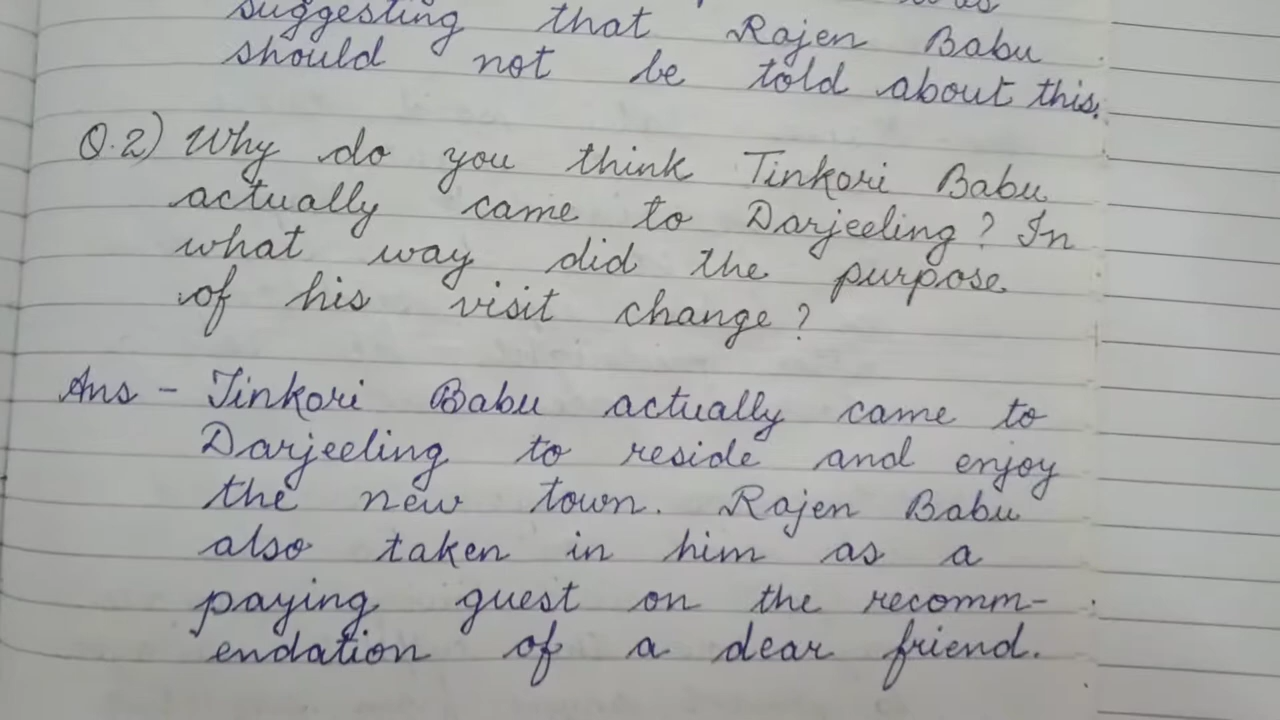 suggesting that Rajen Babu
should not be told about this.
Q.2) Why do you think Tinkori Babu
actually came to Darjeeling? In
what way did the purpose
of his visit change?
Ans - Tinkori Babu actually came to
Darjeeling to reside and enjoy
the new town. Rajen Babu
also taken in him as a
paying guest on the recomm-
endation of a dear friend.